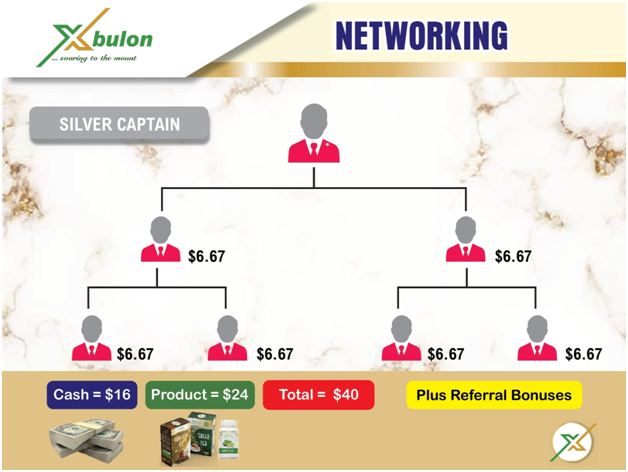 Xbulon
... soaring to the mount
NETWORKING
SILVER CAPTAIN
$6.67
$6.67
$6.67
$6.67
$6.67
$6.67
Cash = $16
Product = $24
Total = $40
Plus Referral Bonuses